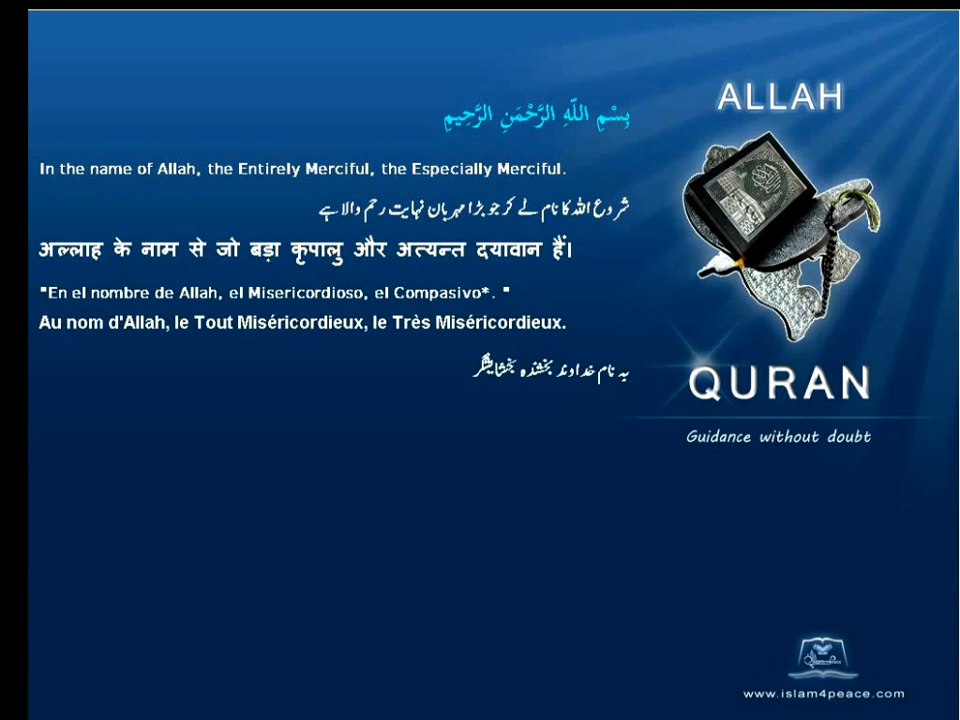 بِسْمِ اللّهِ الرَّحْمَنِ الرَّحِيمِ
In the name of Allah, the Entirely Merciful, the Especially Merciful.
شروع الله کا نام لے کر جو بڑا مہربان نہایت رحم والا ہے
अल्लाह के नाम से जो बड़ा कृपालु और अत्यन्त दयावान हैं।
"En el nombre de Allah, el Misericordioso, el Compasivo*. "
Au nom d'Allah, le Tout Miséricordieux, le Très Miséricordieux.
به نام خداوند بخشنده بخشایشگر
ALLAH
QURAN
Guidance without doubt
www.islam4peace.com